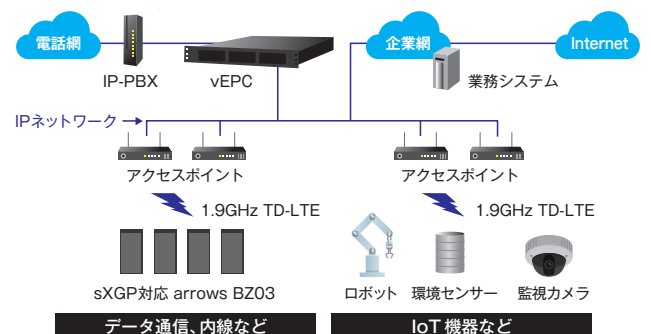 電話網
企業網
Internet
IP-PBX
vEPC
業務システム
IPネットワーク
アクセスポイント
アクセスポイント
1.9GHz TD-LTE
1.9GHz TD-LTE
sXGP対応 arrows BZ03
ロボット
環境センサー
監視カメラ
データ通信、内線など
IoT 機器など